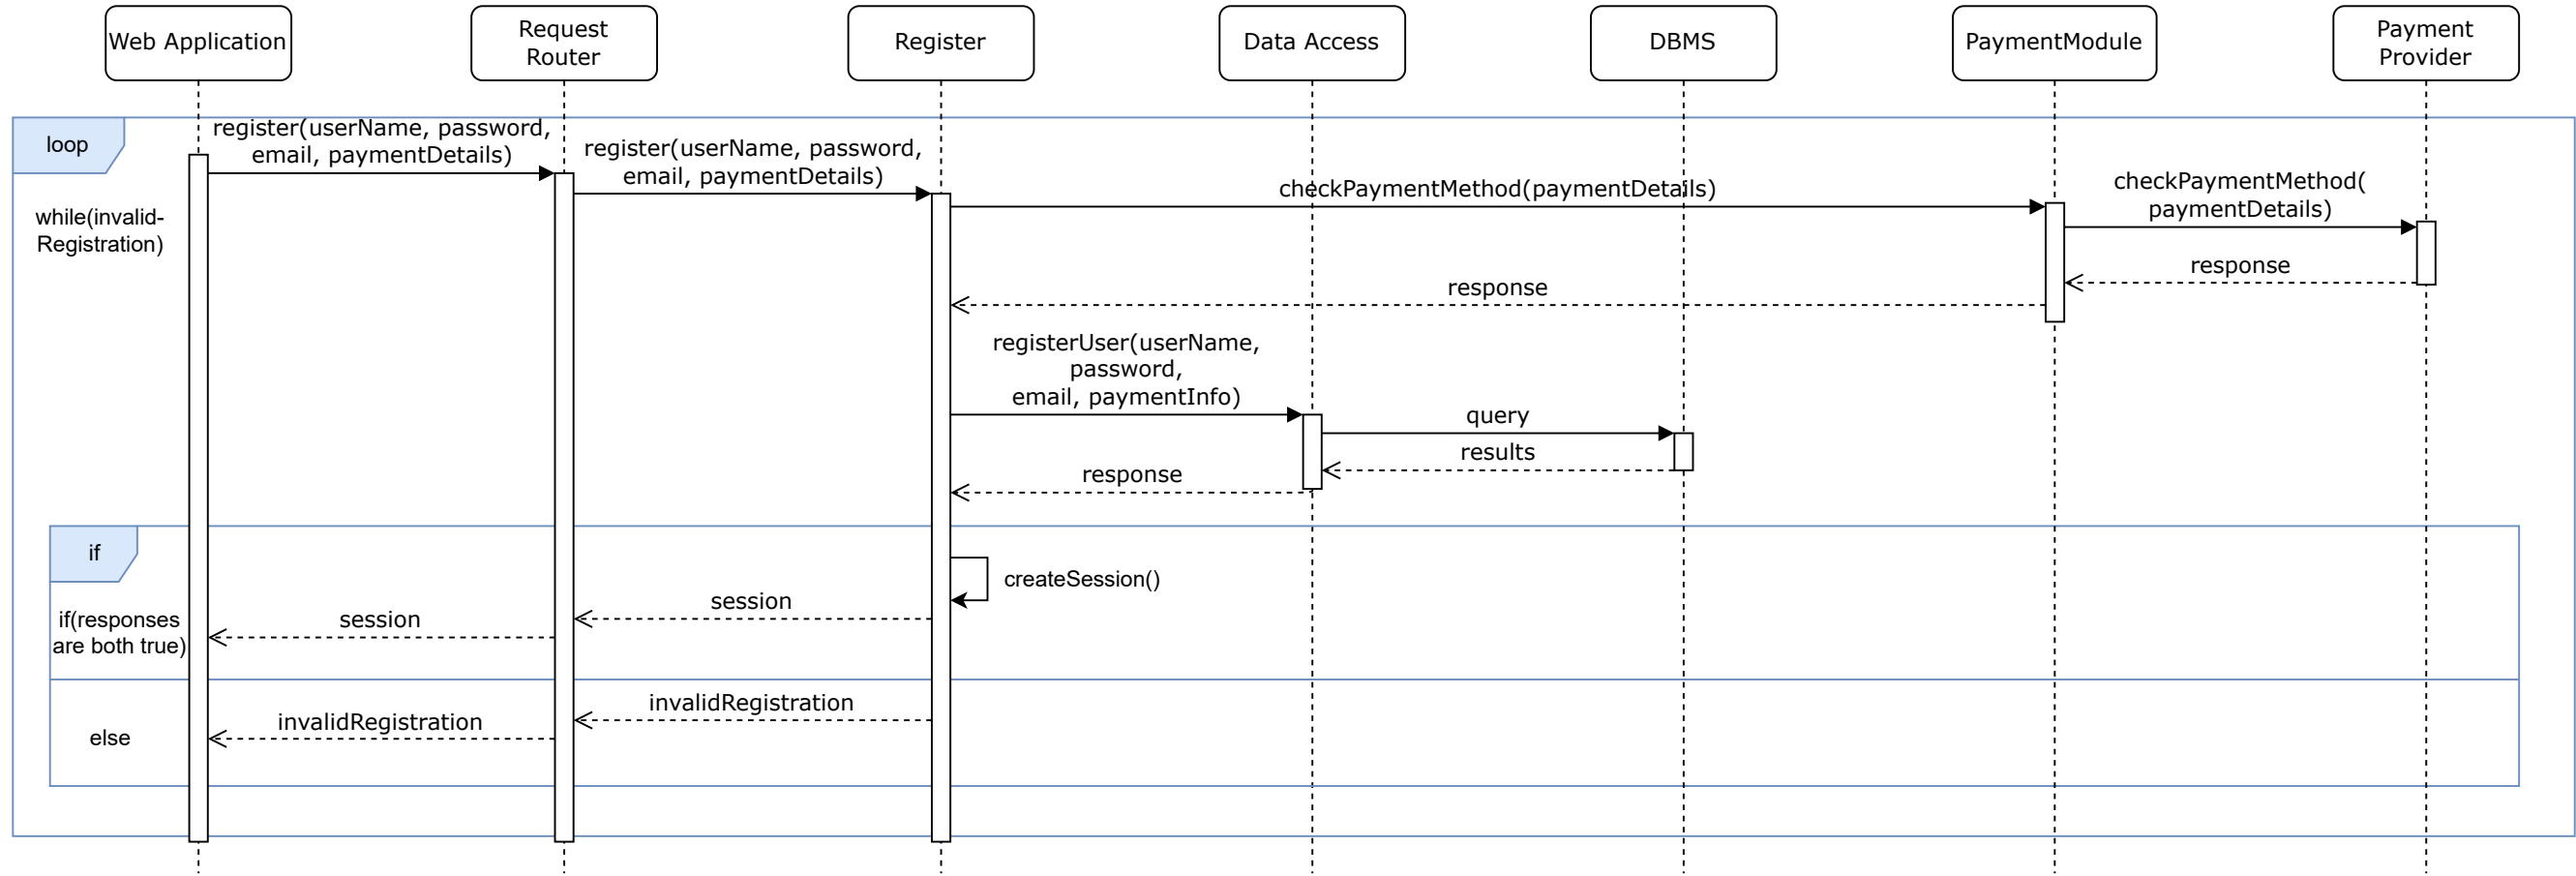 Web Application
Request
Router
Register
Data Access
DBMS
PaymentModule
Payment
Provider
loop
register(userName, password,
email, paymentDetails)
register(userName, password,
email, paymentDetails)
checkPaymentMethod(paymentDetails)
checkPaymentMethod(
paymentDetails)
while(invalid-
Registration)
response
response
registerUser(userName,
password,
email, paymentInfo)
query
results
response
if
createSession()
session
session
if(responses
are both true)
invalidRegistration
invalidRegistration
else